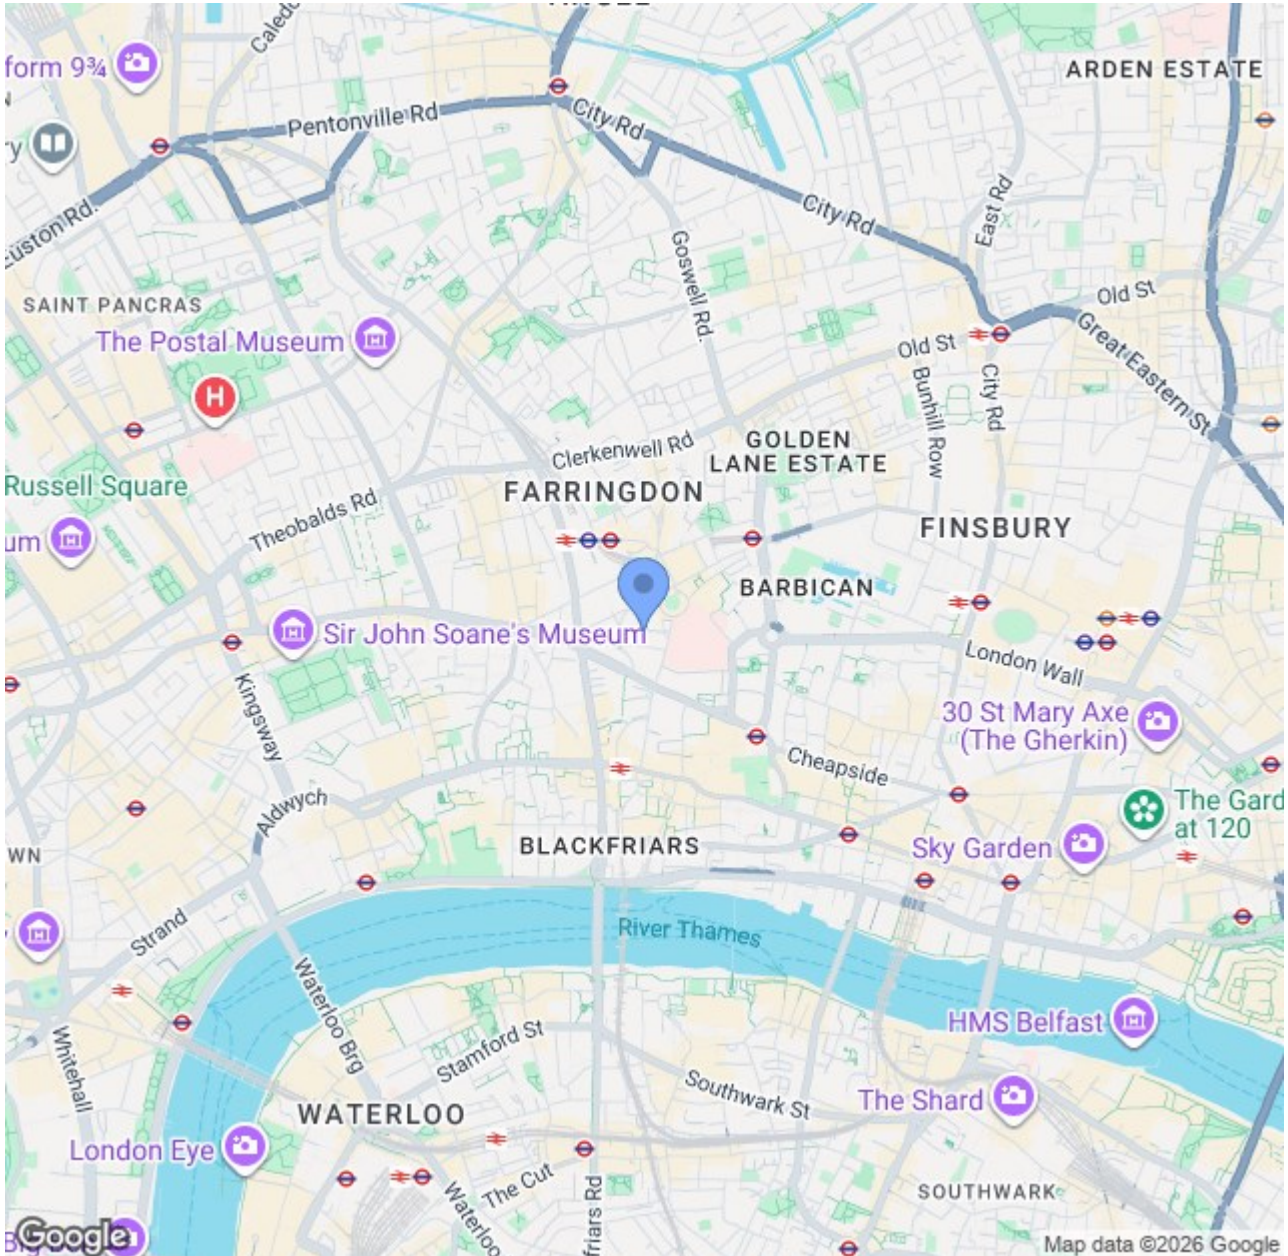 form 9¾
Caledo
Pentonville Rd
City Rd
ARDEN ESTATE
Euston Rd.
City Rd
East Rd
Goswell Rd.
SAINT PANCRAS
The Postal Museum
Old St
Great Eastern St
Old St
City Rd
Bunhill Row
H
Clerkenwell Rd
GOLDEN
LANE ESTATE
Russell Square
FARRINGDON
Theobalds Rd
FINSBURY
um
BARBICAN
Sir John Soane's Museum
London Wall
Kingsway
30 St Mary Axe
(The Gherkin)
Cheapside
Aldwych
The Gard
at 120
BLACKFRIARS
Sky Garden
WN
Strand
River Thames
Waterloo Brg
HMS Belfast
Whitehall
Stamford St
Southwark St
The Shard
WATERLOO
London Eye
The Cut
SOUTHWARK
Waterloo
friars Rd
Google
Map data ©2026 Google